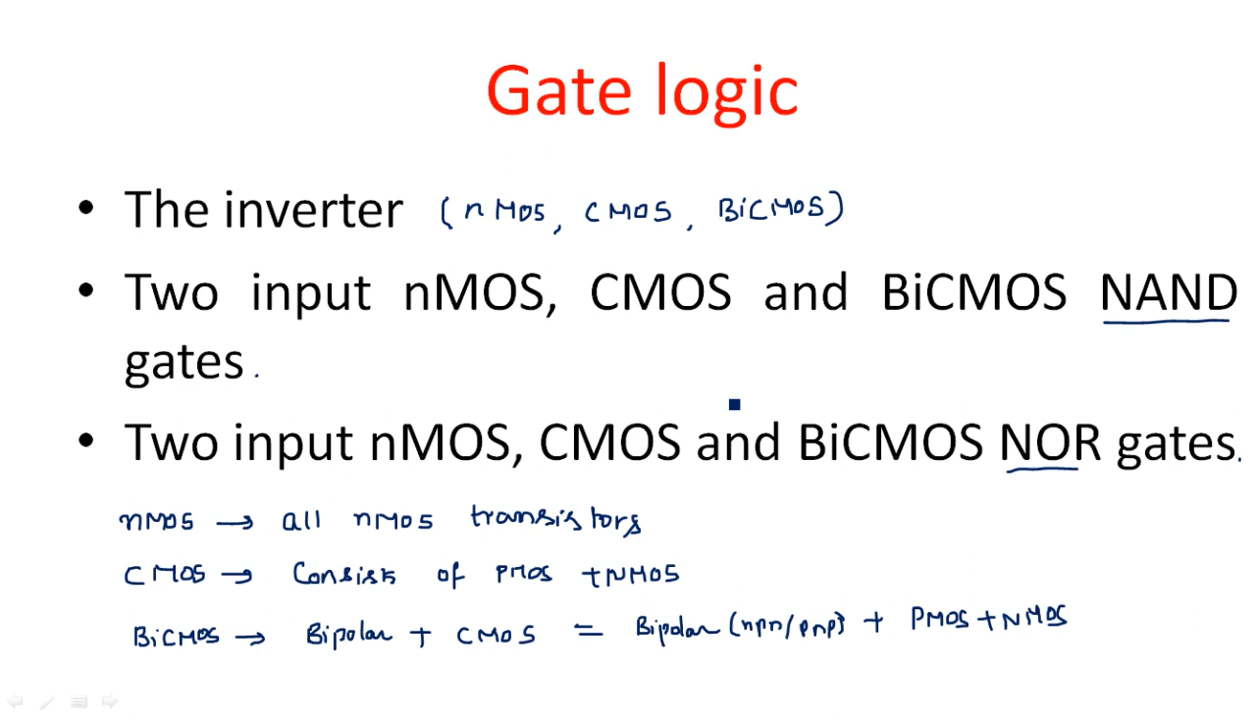 Gate logic
• The inverter (nMOS, CMOS, BiCMOS)
• Two input nMOS, CMOS and BiCMOS NAND
gates.
• Two input nMOS, CMOS and BiCMOS NOR gates.
nMOS → all nMOS transistors
CMOS → Consists of PMOS + NMOS
BiCMOS → Bipolar + CMOS = Bipolar (npn/pnp) + PMOS + NMOS